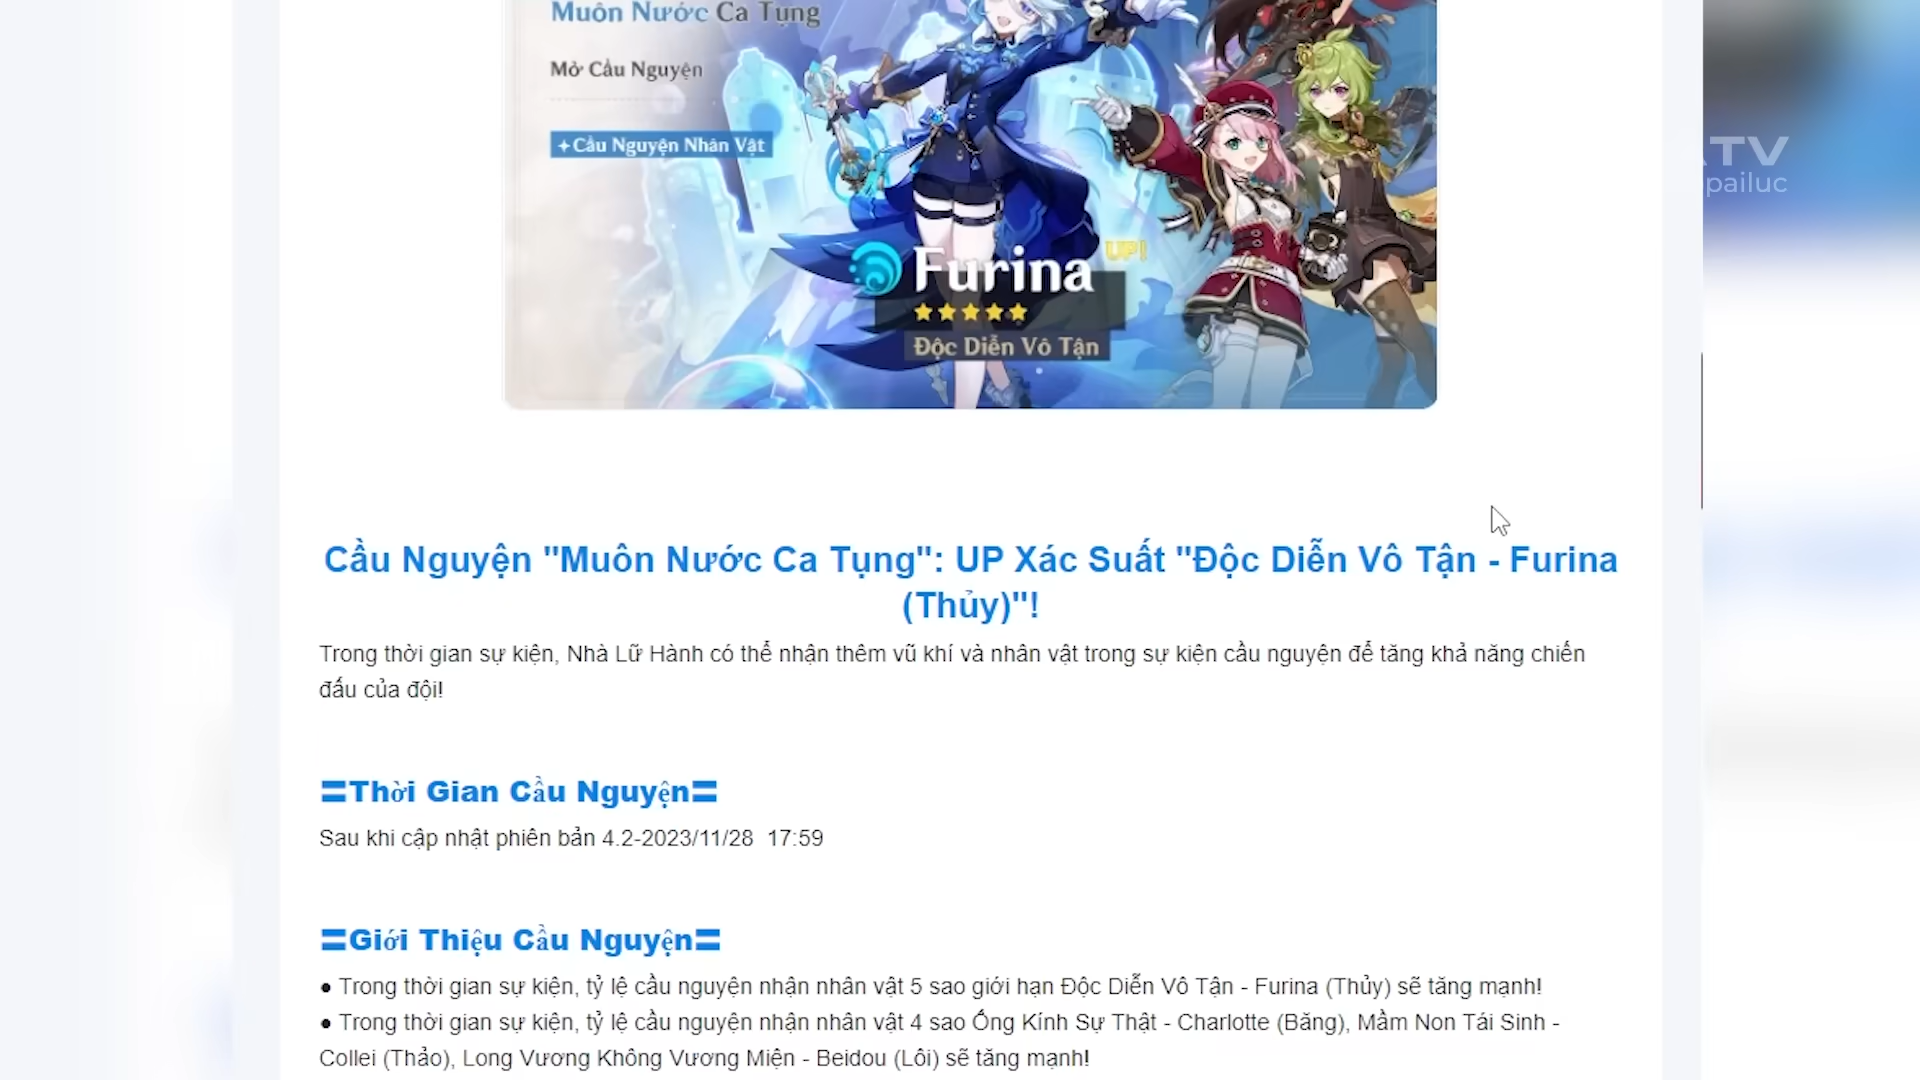 Muôn Nước Ca Tụng
Mở Cầu Nguyện
Cầu Nguyện Nhân Vật
TV
pailuc
UP!
Furina
Độc Diễn Vô Tận
Cầu Nguyện "Muôn Nước Ca Tụng": UP Xác Suất "Độc Diễn Vô Tận - Furina
(Thủy)"!
Trong thời gian sự kiện, Nhà Lữ Hành có thể nhận thêm vũ khí và nhân vật trong sự kiện cầu nguyện để tăng khả năng chiến
đấu của đội!
〓Thời Gian Cầu Nguyện〓
Sau khi cập nhật phiên bản 4.2-2023/11/28  17:59
〓Giới Thiệu Cầu Nguyện〓
● Trong thời gian sự kiện, tỷ lệ cầu nguyện nhận nhân vật 5 sao giới hạn Độc Diễn Vô Tận - Furina (Thủy) sẽ tăng mạnh!
● Trong thời gian sự kiện, tỷ lệ cầu nguyện nhận nhân vật 4 sao Ống Kính Sự Thật - Charlotte (Băng), Mầm Non Tái Sinh -
Collei (Thảo), Long Vương Không Vương Miện - Beidou (Lôi) sẽ tăng mạnh!